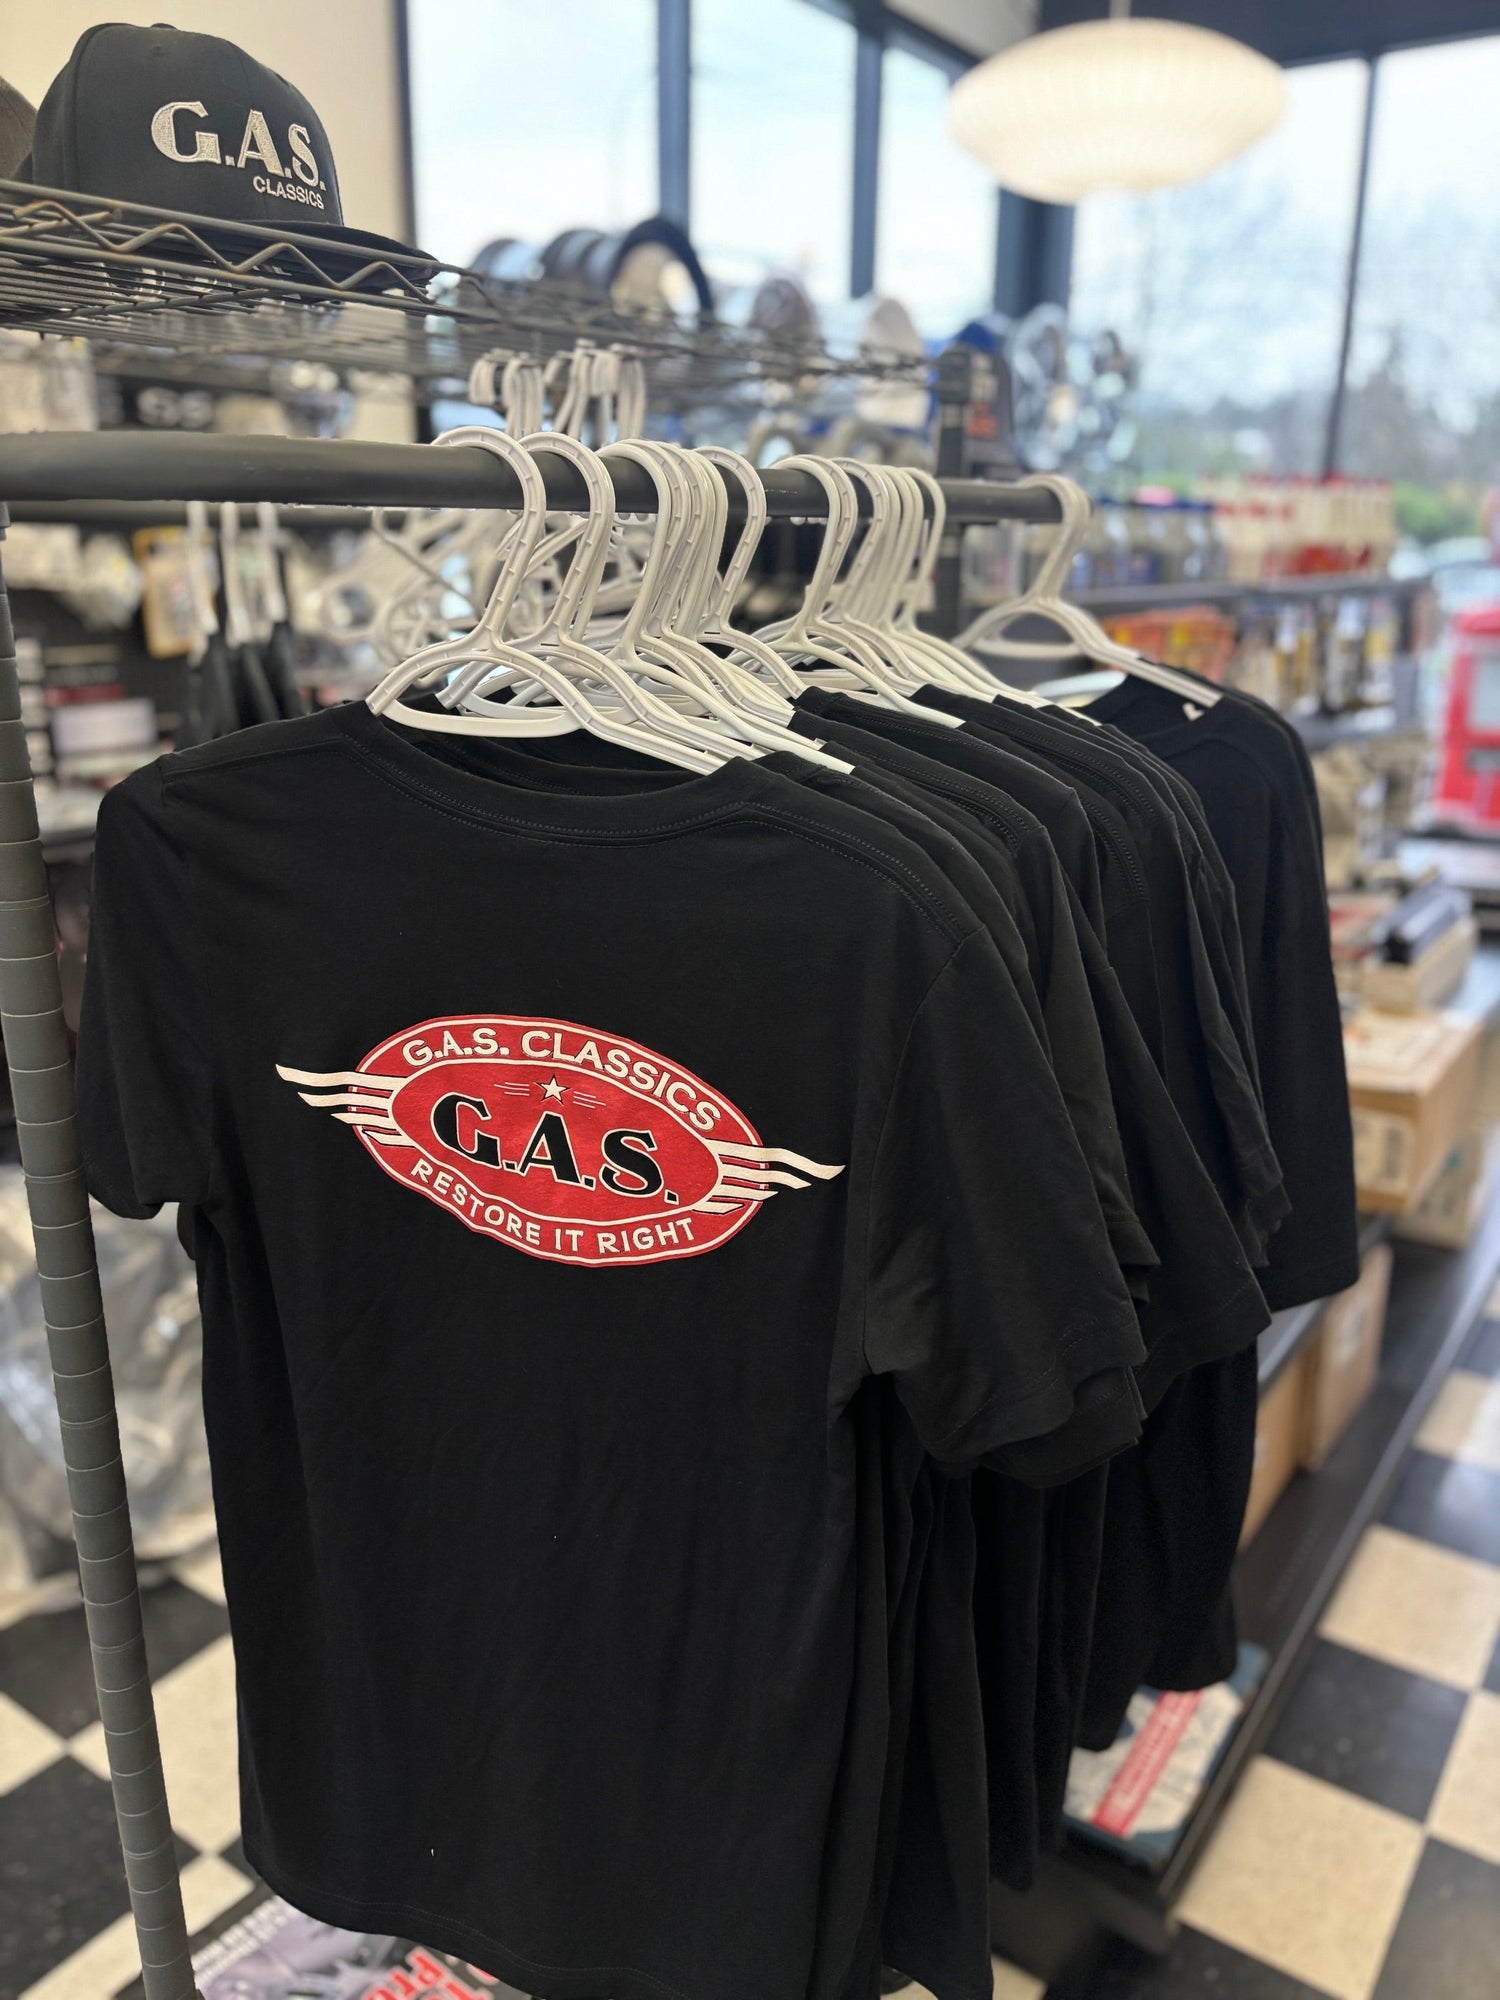 G.A.S.
CLASSICS
G.A.S. CLASSICS
G.A.S.
RESTORE IT RIGHT